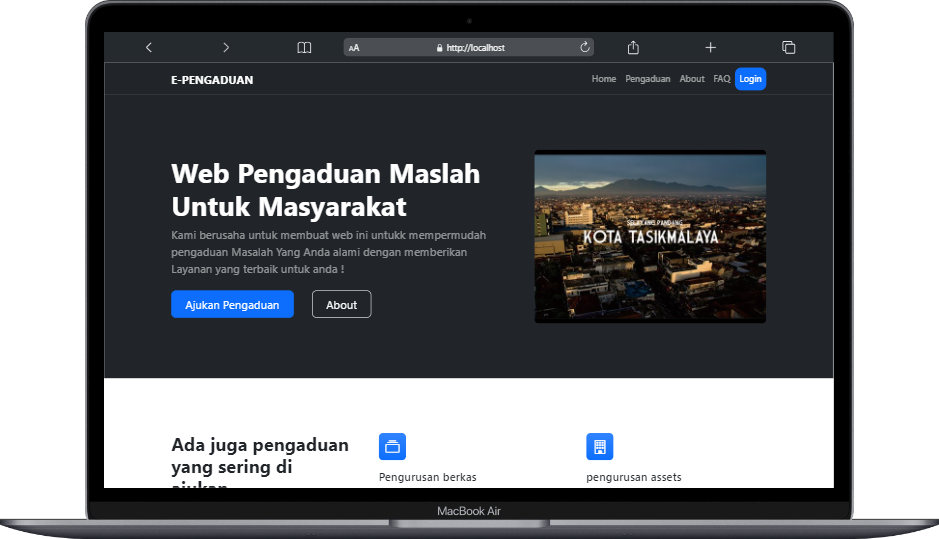 AA
http://localhost
E-PENGADUAN
Home Pengaduan About FAQ Login
Web Pengaduan Maslah
Untuk Masyarakat
Kami berusaha untuk membuat web ini untukk mempermudah
pengaduan Masalah Yang Anda alami dengan memberikan
Layanan yang terbaik untuk anda !
Ajukan Pengaduan
About
SELAYANG PANDANG
KOTA TASIKMALAYA
Ada juga pengaduan
yang sering di
ajukan
Pengurusan berkas
pengurusan assets
MacBook Air